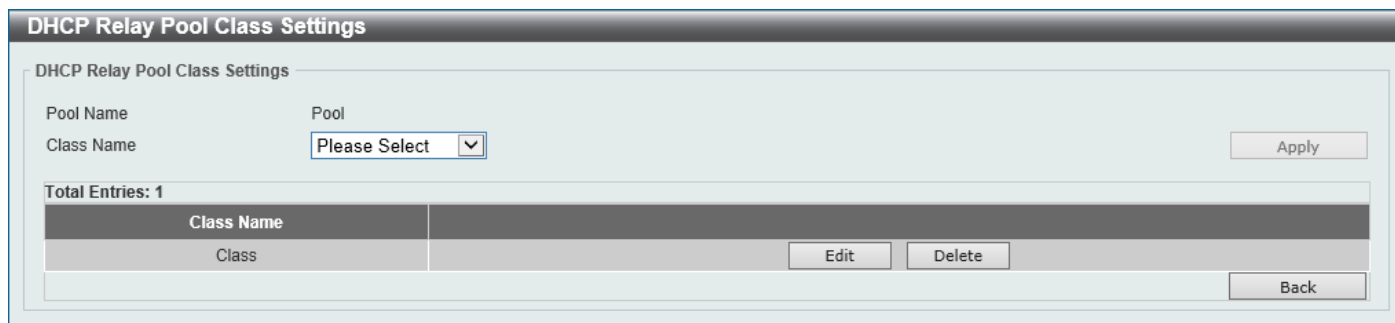 DHCP Relay Pool Class Settings
DHCP Relay Pool Class Settings
Pool Name Pool
Class Name Please Select Apply
Total Entries: 1
Class Name
Class Edit Delete
Back